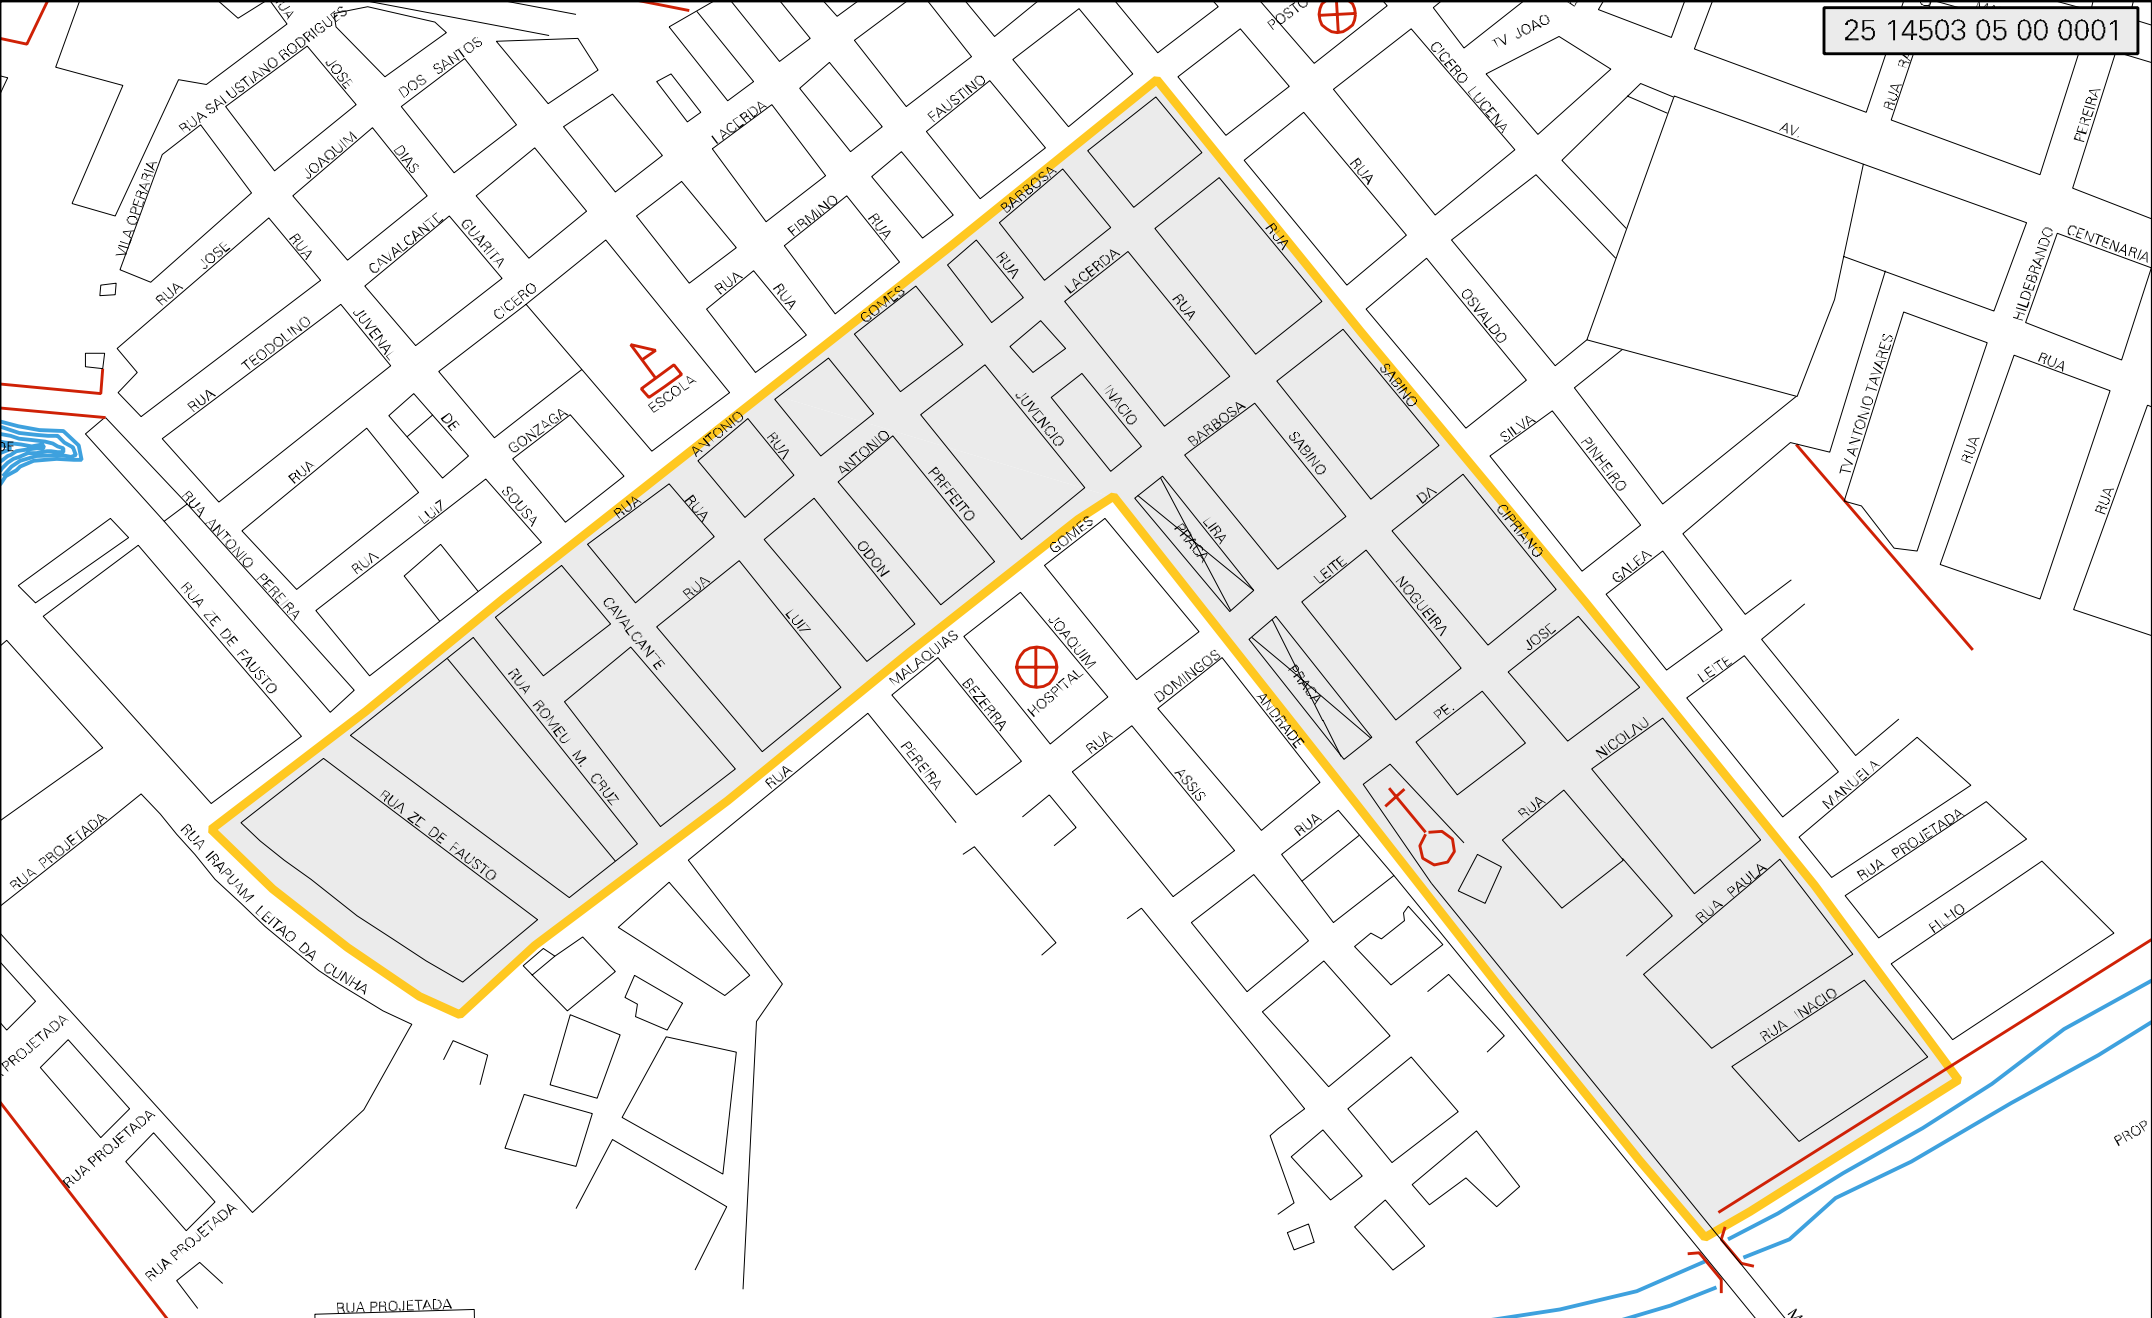 25 14503 05 00 0001
RUA SALUSTIANO RODRIGUES
JOSE
DOS SANTOS
LACERDA
FAUSTINO
POSTO
CICERO LUCENA
TV JOAO
AV.
RUA
PEREIRA
VILA OPERARIA
JOAQUIM
DIAS
CAVALCANTE
GUARITA
RUA
JOSE
RUA
CICERO
FIRMINO
RUA
RUA
RUA
BARBOSA
RUA
RUA
OSVALDO
HILDEBRANDO
CENTENARIA
RUA
TEODOLINO
JUVENAL
RUA
DE
GONZAGA
ESCOLA
GOMES
RUA
LACERDA
RUA
SABINO
SILVA
PINHEIRO
TV ANTONIO TAVARES
RUA
RUA
RUA
RUA
LUIZ
SOUSA
RUA
ANTONIO
RUA
ANTONIO
JUVENCIO
INACIO
BARBOSA
SABINO
RUA
RUA
PREFEITO
GOMES
LIRA
PRACA
DA
CIPRIANO
GALEA
RUA ANTONIO PEREIRA
RUA ZE DE FAUSTO
RUA
ODON
LEITE
NOGUEIRA
JOSE
LEITE
CAVALCANTE
LUIZ
MALAQUIAS
JOAQUIM
HOSPITAL
BEZERRA
DOMINGOS
PRACA
ANDRADE
PE.
NICOLAU
MANUELA
RUA ROMEU M. CRUZ
RUA
PEREIRA
RUA
ASSIS
RUA
RUA
RUA PROJETADA
FILHO
RUA PAULA
RUA INACIO
RUA ZE DE FAUSTO
RUA IRAPUAM LEITAO DA CUNHA
RUA PROJETADA
PROJETADA
RUA PROJETADA
RUA PROJETADA
RUA PROJETADA
PROP